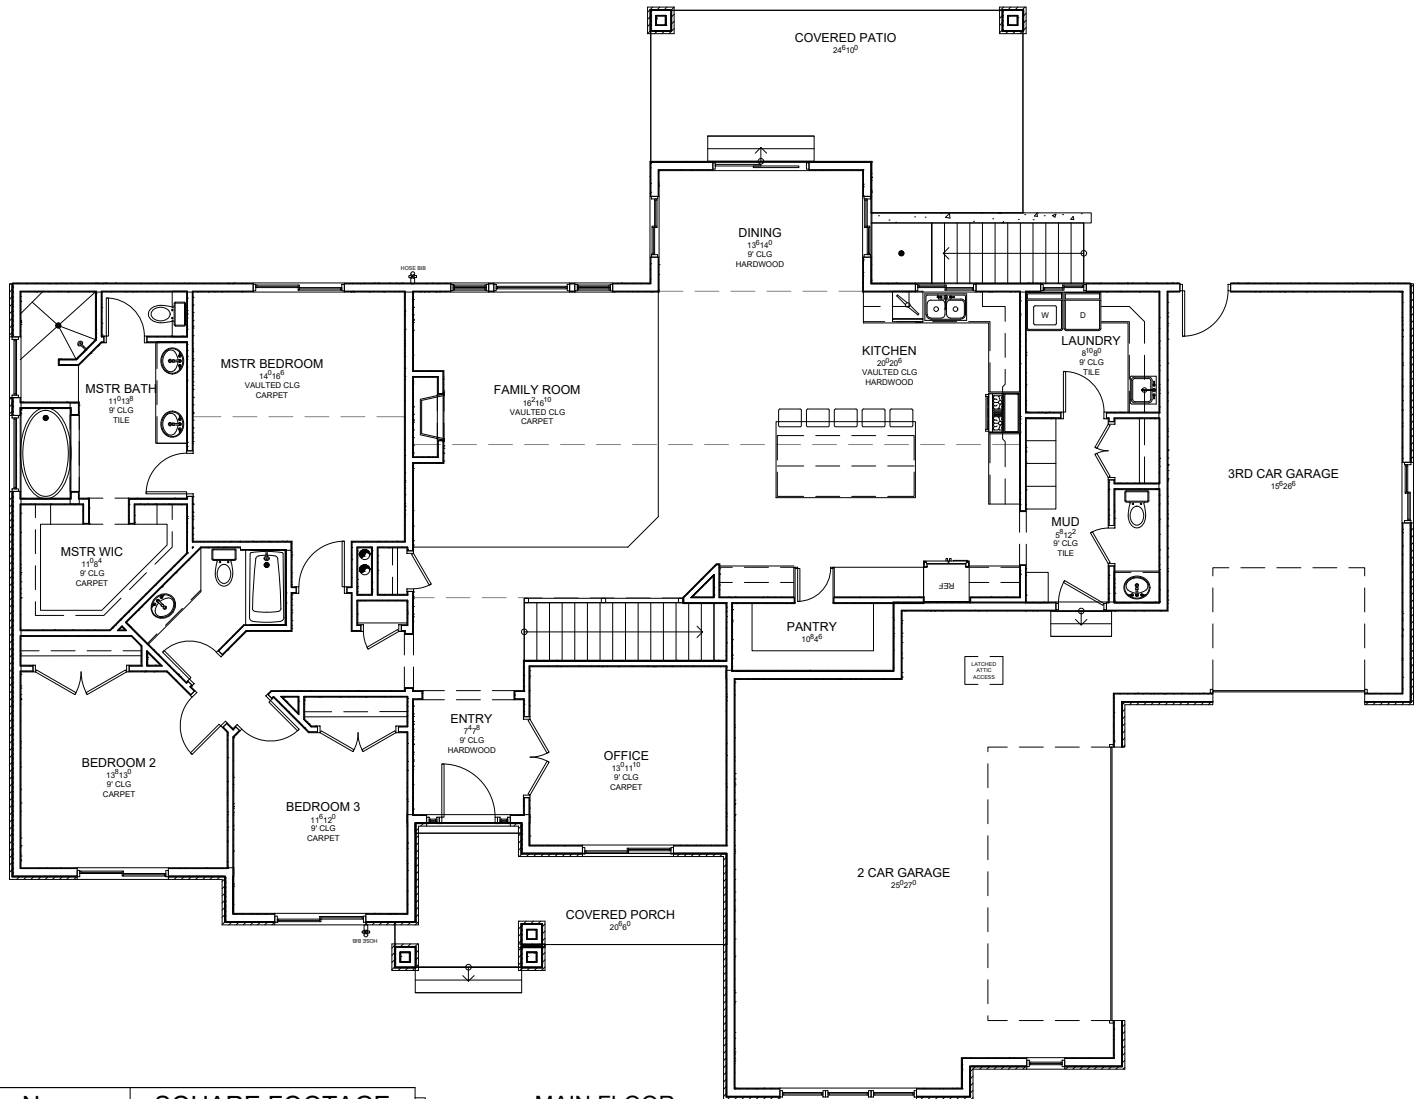 COVERED PATIO
24⁶10⁰
DINING
13⁶14⁰
9' CLG
HARDWOOD
HOSE BIB
MSTR BEDROOM
14⁰16⁶
VAULTED CLG
CARPET
MSTR BATH
11⁰13⁸
9' CLG
TILE
FAMILY ROOM
16²16¹⁰
VAULTED CLG
CARPET
KITCHEN
20⁰20⁶
VAULTED CLG
HARDWOOD
W
D
LAUNDRY
8¹⁰8⁰
9' CLG
TILE
3RD CAR GARAGE
15⁶26⁶
MUD
5⁸12²
9' CLG
TILE
MSTR WIC
11⁰8⁴
9' CLG
CARPET
REF
PANTRY
10⁸4⁶
LATCHED
ATTIC
ACCESS
ENTRY
7⁴7⁸
9' CLG
HARDWOOD
OFFICE
13⁰11¹⁰
9' CLG
CARPET
BEDROOM 2
13⁸13⁰
9' CLG
CARPET
BEDROOM 3
11⁶12⁰
9' CLG
CARPET
2 CAR GARAGE
25⁰27⁰
COVERED PORCH
20⁶6⁰
HOSE BIB
SQUARE FOOTAGE
MAIN FLOOR